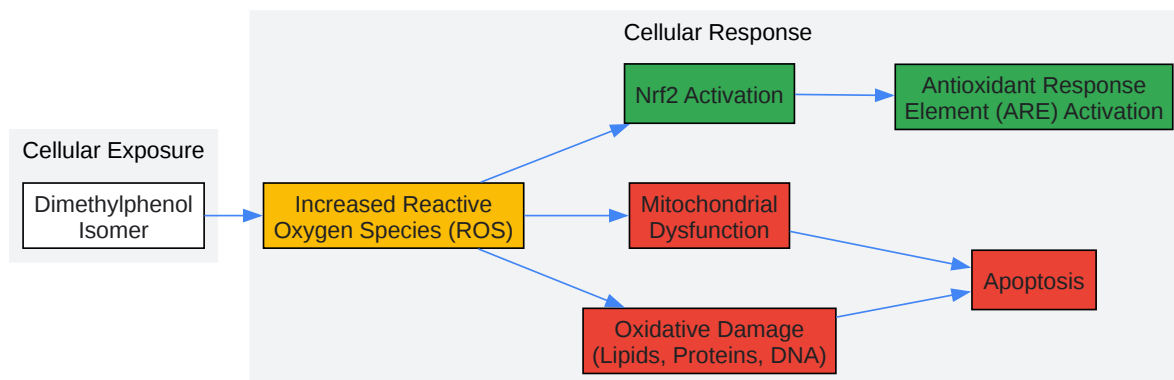 Cellular Response
Nrf2 Activation
Antioxidant Response
Element (ARE) Activation
Cellular Exposure
Dimethylphenol
Isomer
Increased Reactive
Oxygen Species (ROS)
Mitochondrial
Dysfunction
Apoptosis
Oxidative Damage
(Lipids, Proteins, DNA)